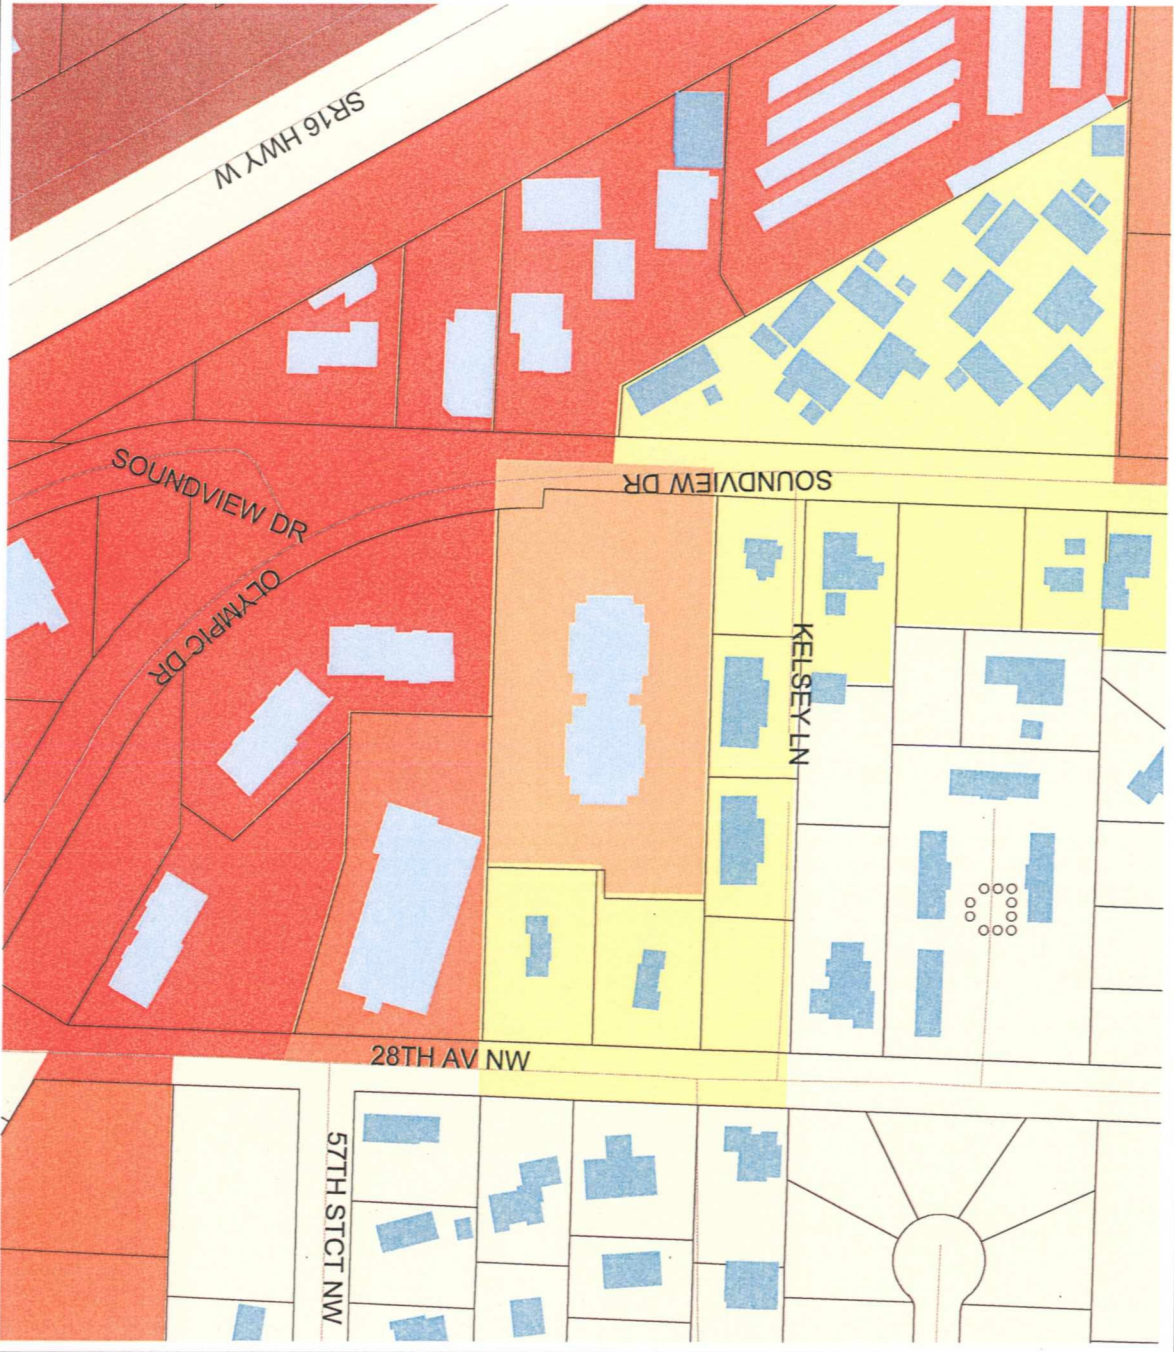 SR16 HWY W
SOUNDVIEW DR
SOUNDVIEW DR
OLYMPIC DR
KELSEY LN
28TH AV NW
57TH STCT NW